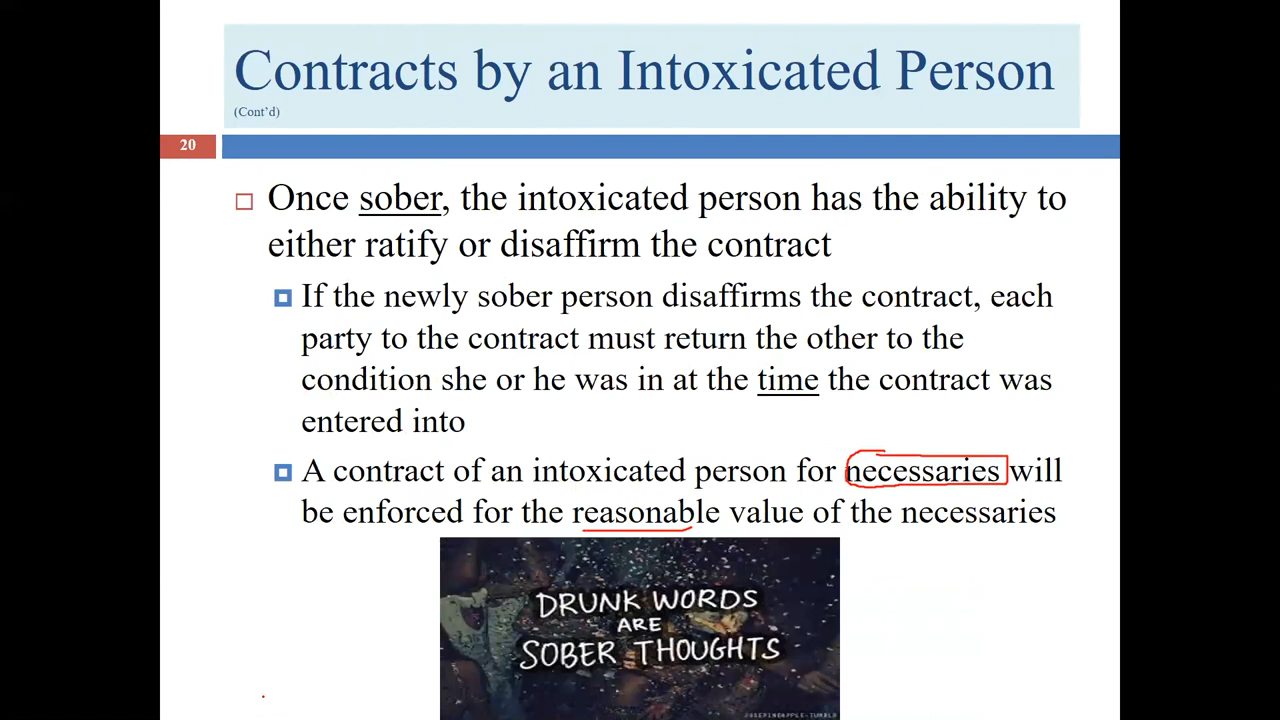 Contracts by an Intoxicated Person
(Cont'd)
20
Once sober, the intoxicated person has the ability to
either ratify or disaffirm the contract
If the newly sober person disaffirms the contract, each
party to the contract must return the other to the
condition she or he was in at the time the contract was
entered into
A contract of an intoxicated person for necessaries will
be enforced for the reasonable value of the necessaries
DRUNK WORDS
ARE
SOBER THOUGHTS